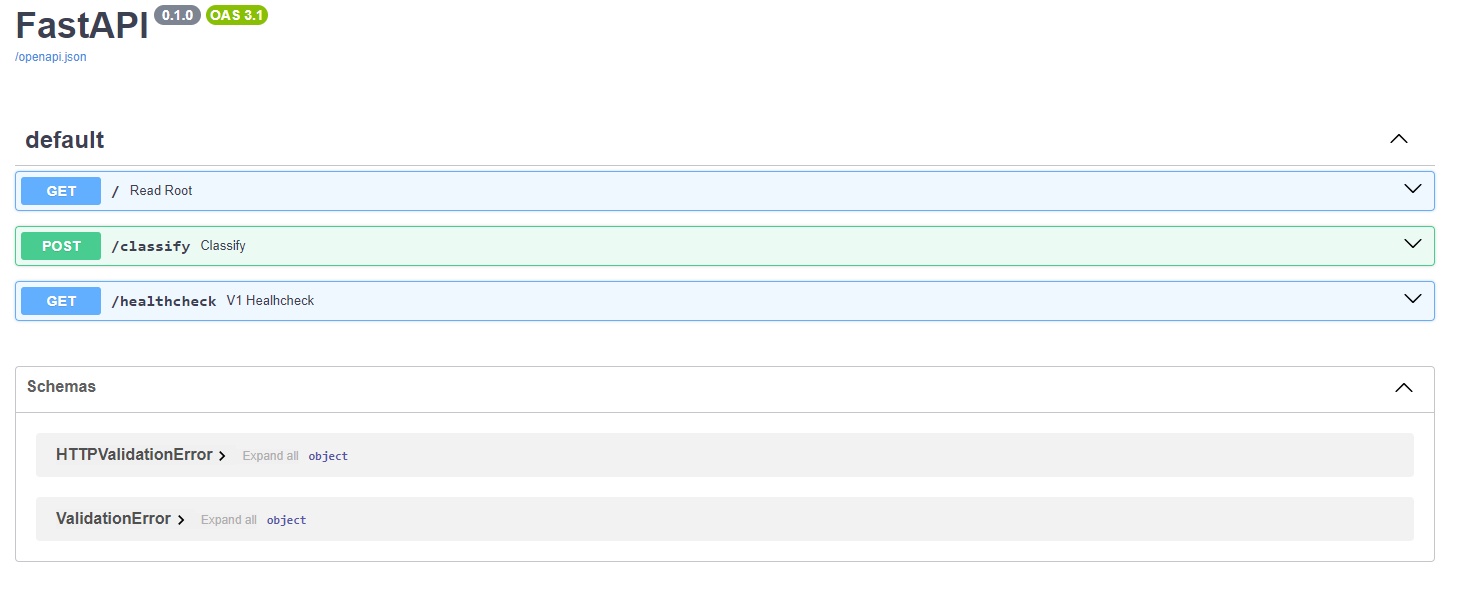 FastAPI 0.1.0 OAS 3.1
/openapi.json
default
GET / Read Root
POST /classify Classify
GET /healthcheck V1 Healhcheck
Schemas
HTTPValidationError Expand all object
ValidationError Expand all object